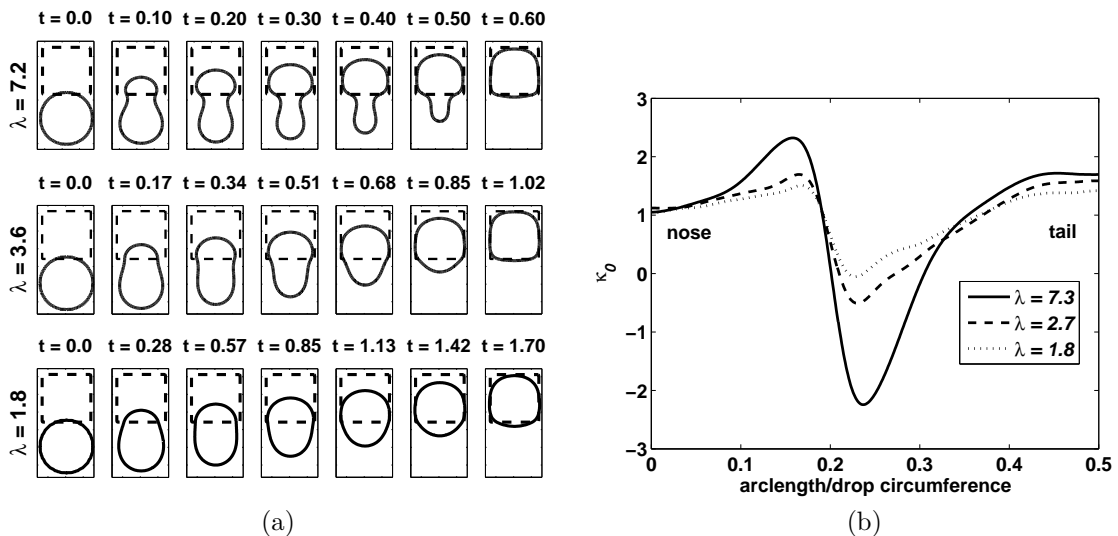 t = 0.0 t = 0.10 t = 0.20 t = 0.30 t = 0.40 t = 0.50 t = 0.60
λ = 7.2
t = 0.0 t = 0.17 t = 0.34 t = 0.51 t = 0.68 t = 0.85 t = 1.02
λ = 3.6
t = 0.0 t = 0.28 t = 0.57 t = 0.85 t = 1.13 t = 1.42 t = 1.70
λ = 1.8
(a)
3
2
1
0
−1
−2
−3
κ0
nose
tail
λ = 7.3
λ = 2.7
λ = 1.8
0 0.1 0.2 0.3 0.4 0.5
arclength/drop circumference
(b)